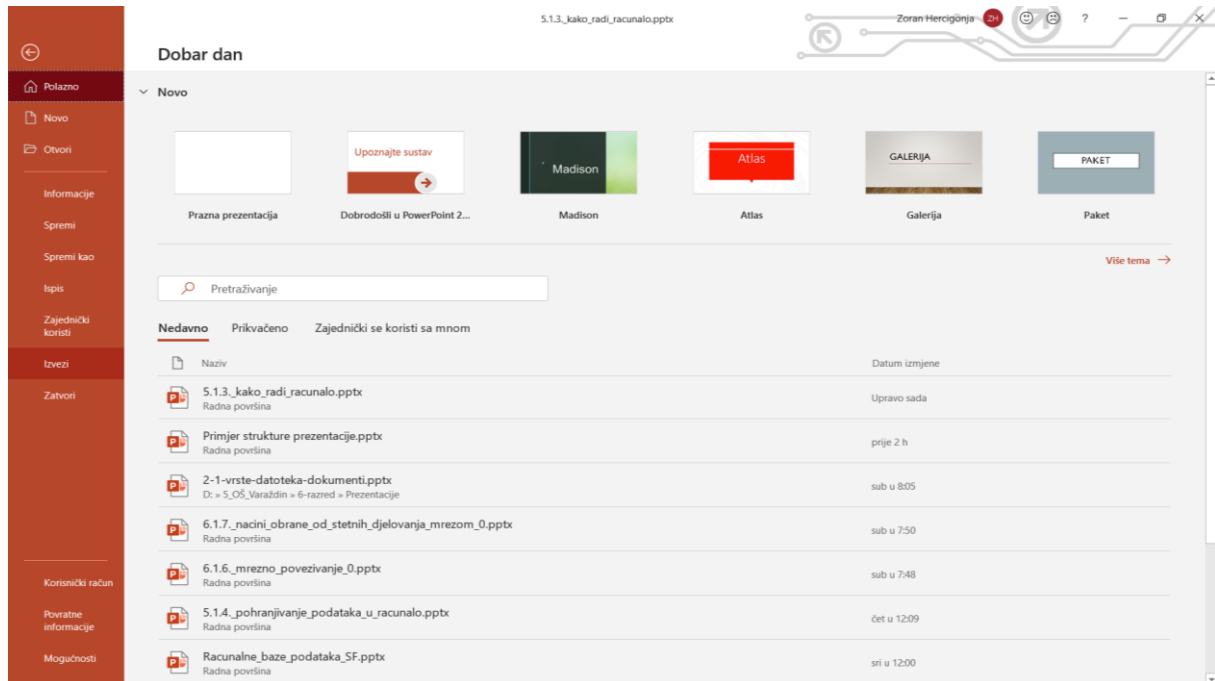 5.1.3._kako_radi_racunalo.pptx
Zoran Hercigonja
ZH
?
Dobar dan
Polazno
Novo
Otvori
Informacije
Spremi
Spremi kao
Ispis
Zajednički
koristi
Izvezi
Zatvori
Korisnički račun
Povratne
informacije
Mogućnosti
Novo
Upoznajte sustav
Madison
Atlas
GALERIJA
PAKET
Prazna prezentacija
Dobrodošli u PowerPoint 2...
Madison
Atlas
Galerija
Paket
Više tema
Pretraživanje
Nedavno Prikvačeno Zajednički se koristi sa mnom
Naziv Datum izmjene
5.1.3._kako_radi_racunalo.pptx
Radna površina
Upravo sada
Primjer strukture prezentacije.pptx
Radna površina
prije 2 h
2-1-vrste-datoteka-dokumenti.pptx
D: » 5_OŠ_Varaždin » 6-razred » Prezentacije
sub u 8:05
6.1.7._nacini_obrane_od_stetnih_djelovanja_mrezom_0.pptx
Radna površina
sub u 7:50
6.1.6._mrezno_povezivanje_0.pptx
Radna površina
sub u 7:48
5.1.4._pohranjivanje_podataka_u_racunalo.pptx
Radna površina
čet u 12:09
Racunalne_baze_podataka_SF.pptx
Radna površina
sri u 12:00